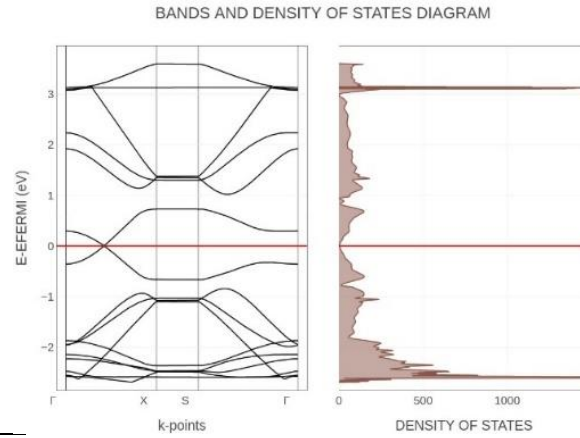 BANDS AND DENSITY OF STATES DIAGRAM
E-EFERMI (eV)
3
2
1
0
−1
−2
Γ X S Γ
k-points
0 500 1000
DENSITY OF STATES